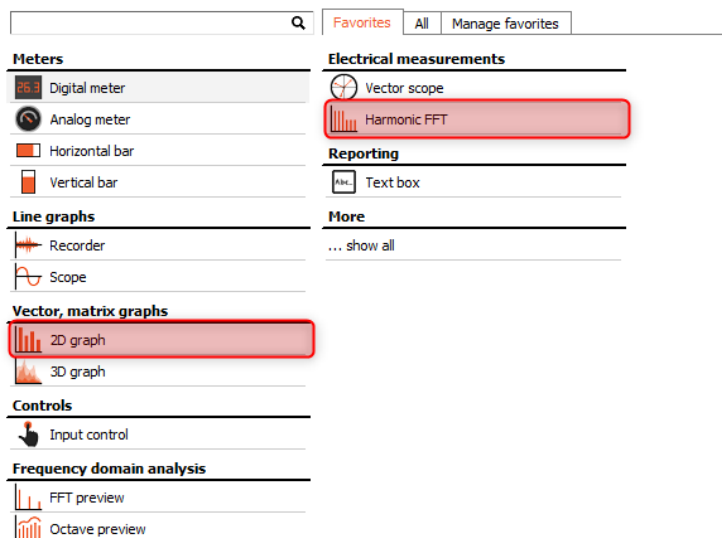 Favorites All Manage favorites
Meters
26.3 Digital meter
Analog meter
Horizontal bar
Vertical bar
Line graphs
Recorder
Scope
Vector, matrix graphs
2D graph
3D graph
Controls
Input control
Frequency domain analysis
FFT preview
Octave preview
Electrical measurements
Vector scope
Harmonic FFT
Reporting
Abc... Text box
More
... show all